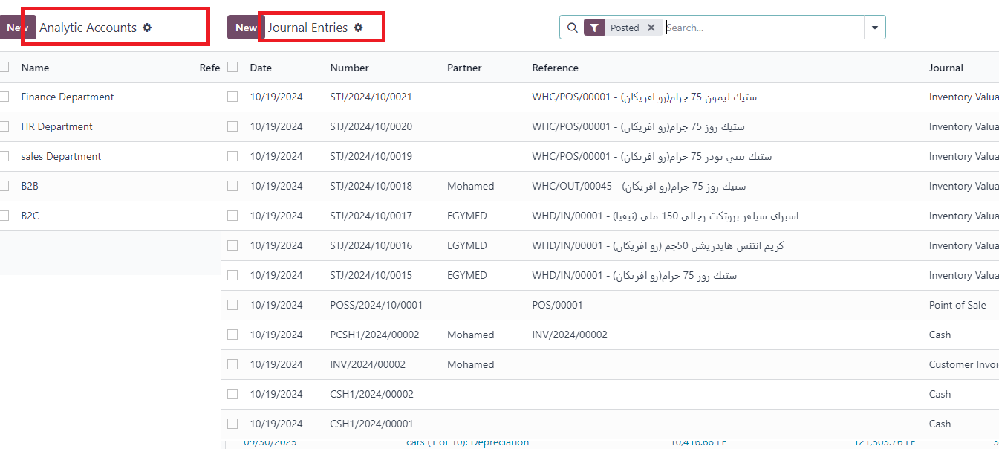 New Analytic Accounts New Journal Entries Posted Search...
Name Refe Date Number Partner Reference Journal
Finance Department 10/19/2024 STJ/2024/10/0021 WHC/POS/00001 - ستيك ليمون 75 جرام(رو افريكان) Inventory Valua
HR Department 10/19/2024 STJ/2024/10/0020 WHC/POS/00001 - ستيك روز 75 جرام(رو افريكان) Inventory Valua
sales Department 10/19/2024 STJ/2024/10/0019 WHC/POS/00001 - ستيك بيبي بودر 75 جرام(رو افريكان) Inventory Valua
B2B 10/19/2024 STJ/2024/10/0018 Mohamed WHC/OUT/00045 - ستيك روز 75 جرام(رو افريكان) Inventory Valua
B2C 10/19/2024 STJ/2024/10/0017 EGYMED WHD/IN/00001 - اسبراى سيلفر بروتكت رجالي 150 ملي (نيفيا) Inventory Valua
10/19/2024 STJ/2024/10/0016 EGYMED WHD/IN/00001 - كريم انتنس هايدريشن 50جم (رو افريكان) Inventory Valua
10/19/2024 STJ/2024/10/0015 EGYMED WHD/IN/00001 - ستيك روز 75 جرام(رو افريكان) Inventory Valua
10/19/2024 POSS/2024/10/0001 POS/00001 Point of Sale
10/19/2024 PCSH1/2024/00002 Mohamed INV/2024/00002 Cash
10/19/2024 INV/2024/00002 Mohamed Customer Invoi
10/19/2024 CSH1/2024/00002 Cash
10/19/2024 CSH1/2024/00001 Cash
09/30/2025 cars (1 of 10): Depreciation 10,416.66 LE 121,303.76 LE